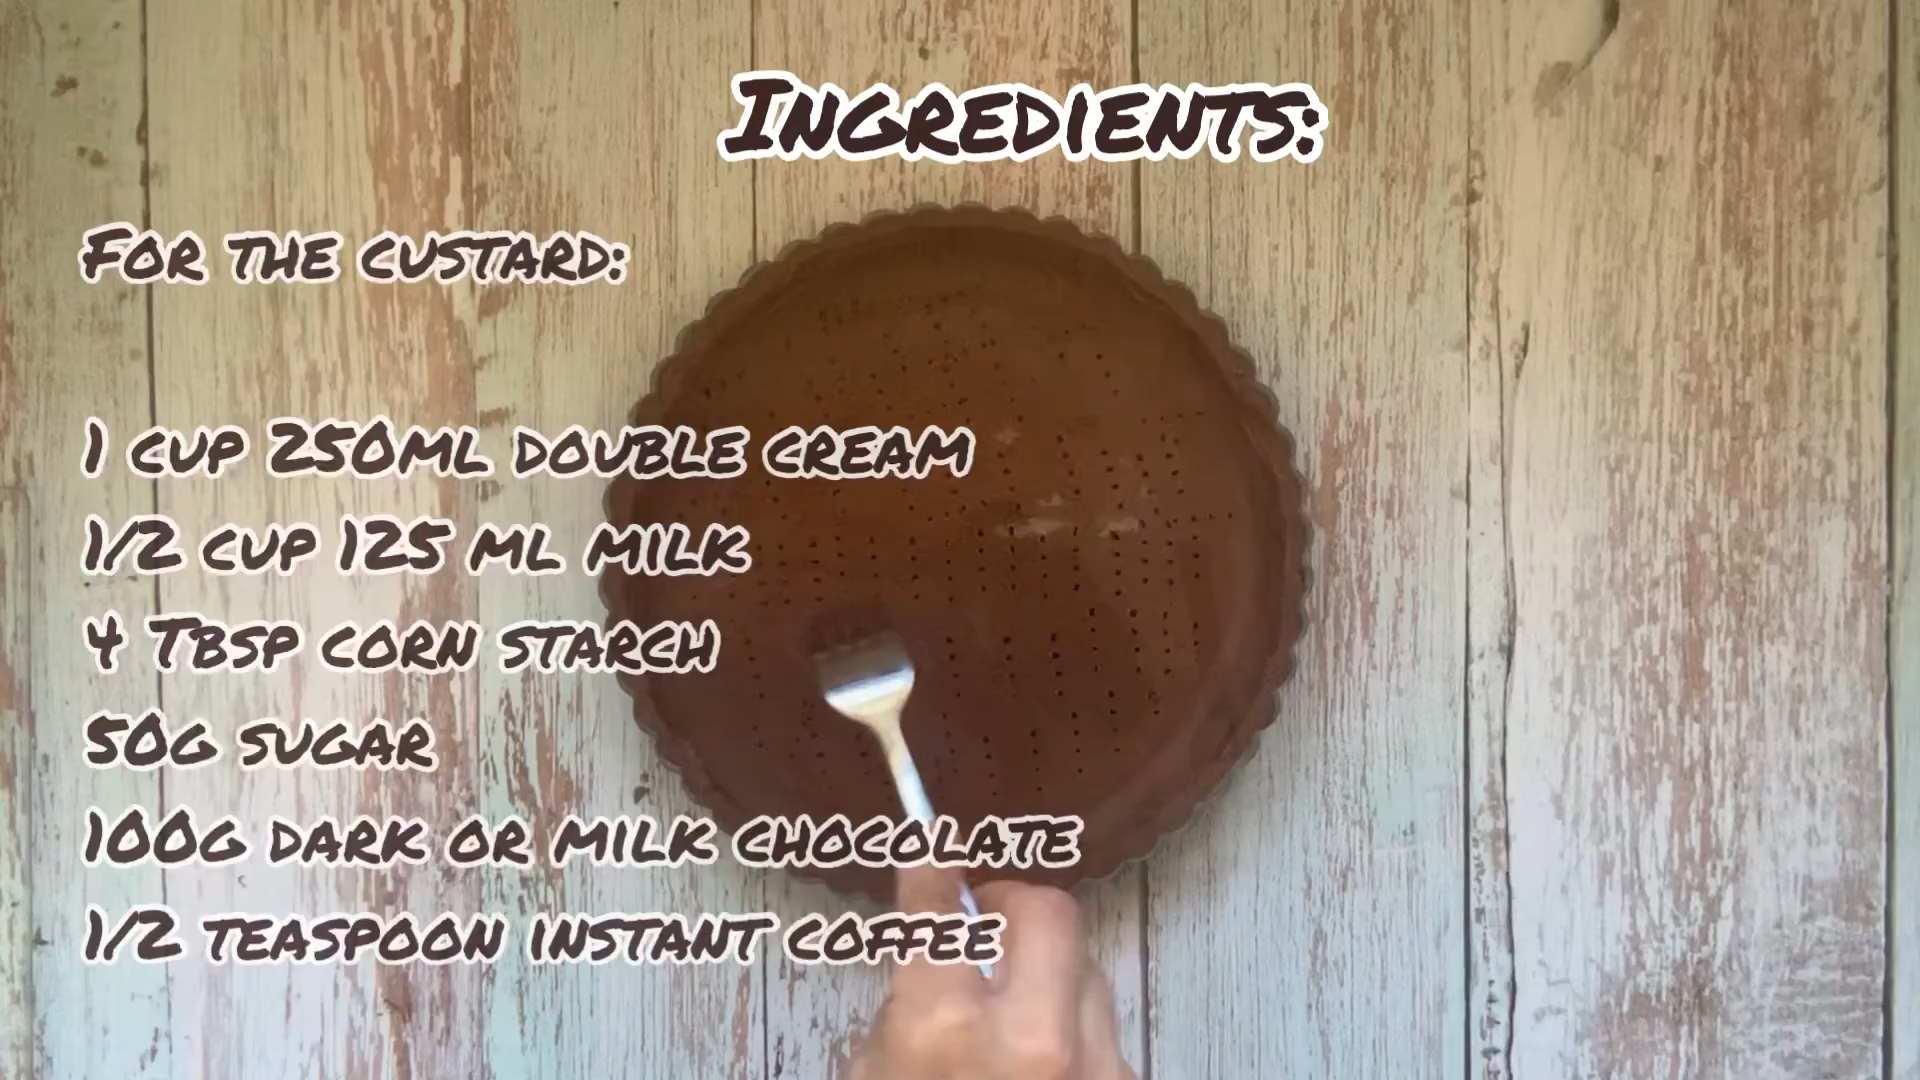 Ingredients:
For the custard:
1 cup 250ml double cream
1/2 cup 125 ml milk
4 Tbsp corn starch
50g sugar
100g dark or milk chocolate
1/2 teaspoon instant coffee